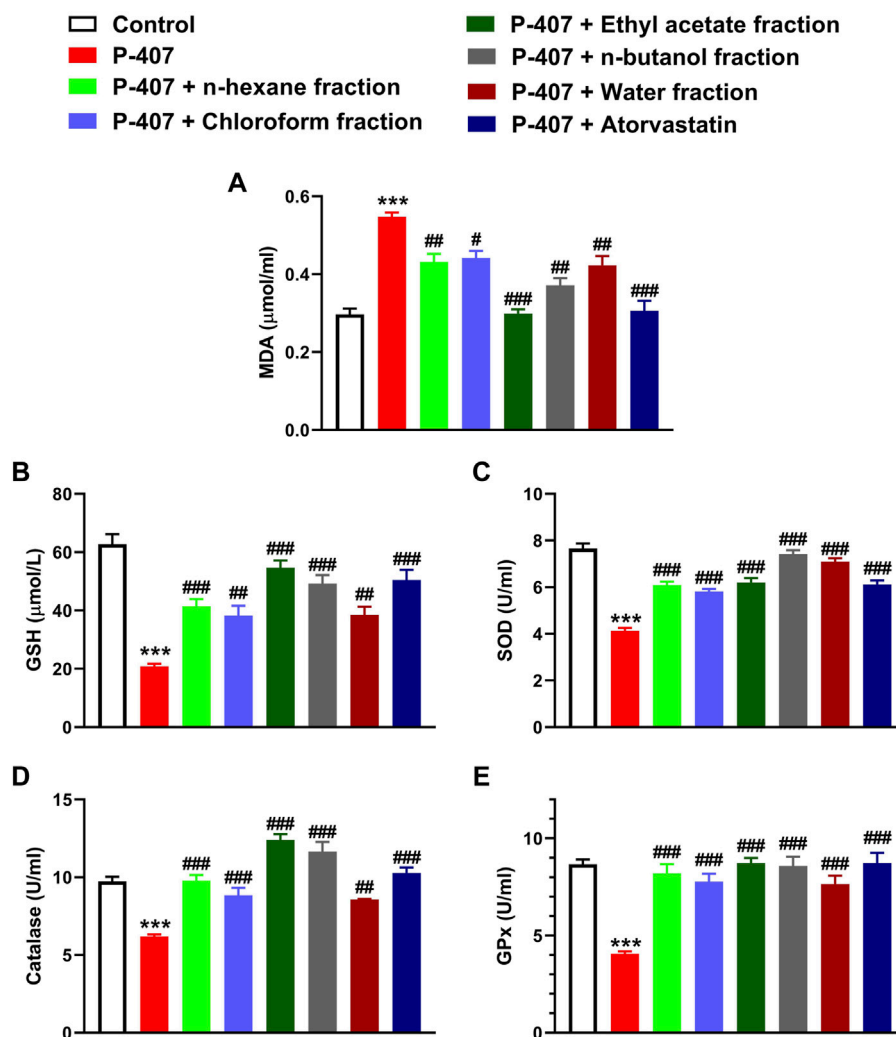 Control
P-407
P-407 + n-hexane fraction
P-407 + Chloroform fraction
P-407 + Ethyl acetate fraction
P-407 + n-butanol fraction
P-407 + Water fraction
P-407 + Atorvastatin
A
MDA (μmol/ml)
0.6
0.4
0.2
0.0
*** ## # ### ## ## ###
B
GSH (μmol/L)
80
60
40
20
0
*** ### ## ### ### ## ###
C
SOD (U/ml)
10
8
6
4
2
0
*** ### ### ### ### ### ###
D
Catalase (U/ml)
15
10
5
0
*** ### ### ### ### ## ###
E
GPx (U/ml)
10
5
0
*** ### ### ### ### ### ###